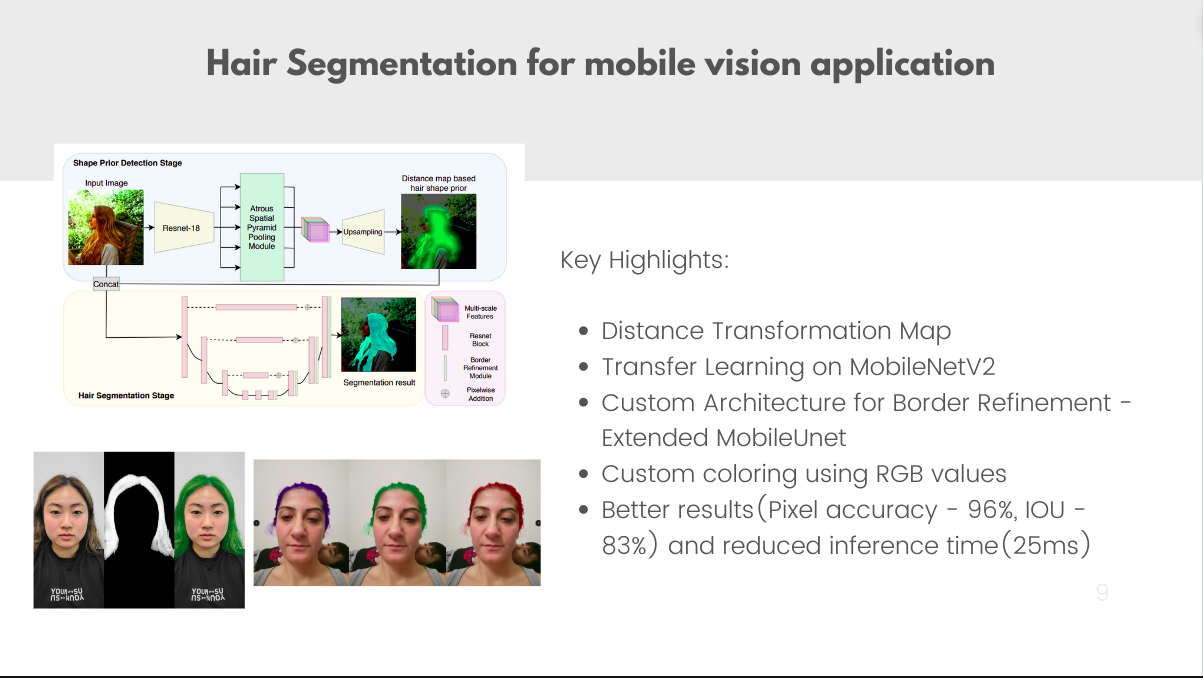 Hair Segmentation for mobile vision application
Shape Prior Detection Stage
Input Image
Resnet-18
Atrous
Spatial
Pyramid
Pooling
Module
Upsampling
Distance map based
hair shape prior
Concat
Segmentation result
Hair Segmentation Stage
Multi-scale
Features
Resnet
Block
Border
Refinement
Module
Pixelwise
Addition
Key Highlights:
Distance Transformation Map
Transfer Learning on MobileNetV2
Custom Architecture for Border Refinement -
Extended MobileUnet
Custom coloring using RGB values
Better results(Pixel accuracy - 96%, IOU -
83%) and reduced inference time(25ms)
9